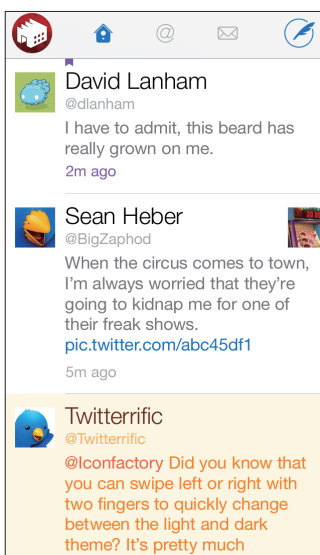 @
David Lanham
@dlanham
I have to admit, this beard has
really grown on me.
2m ago
Sean Heber
@BigZaphod
When the circus comes to town,
I'm always worried that they're
going to kidnap me for one of
their freak shows.
pic.twitter.com/abc45df1
5m ago
Twitterrific
@Twitterrific
@Iconfactory Did you know that
you can swipe left or right with
two fingers to quickly change
between the light and dark
theme? It's pretty much